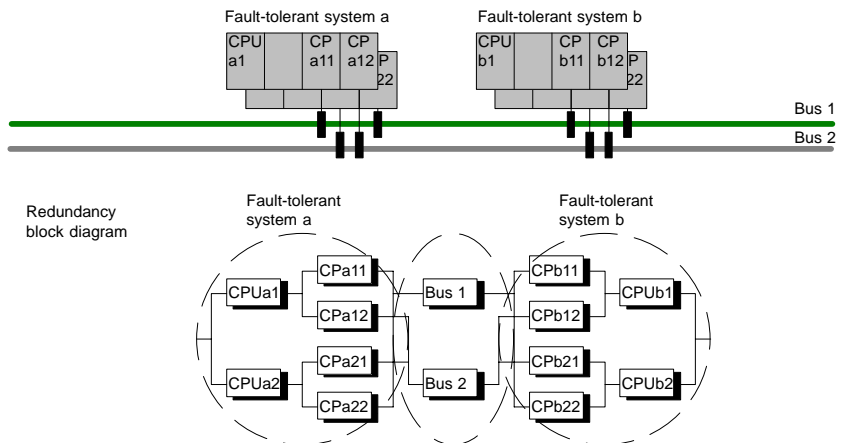 Fault-tolerant system a
Fault-tolerant system b
CPU
a1
CP
a11
CP
a12
P
22
CPU
b1
CP
b11
CP
b12
P
22
Bus 1
Bus 2
Redundancy
block diagram
Fault-tolerant
system a
Fault-tolerant
system b
CPa11
CPb11
CPUa1
Bus 1
CPUb1
CPa12
CPb12
CPa21
CPb21
CPUa2
Bus 2
CPUb2
CPa22
CPb22